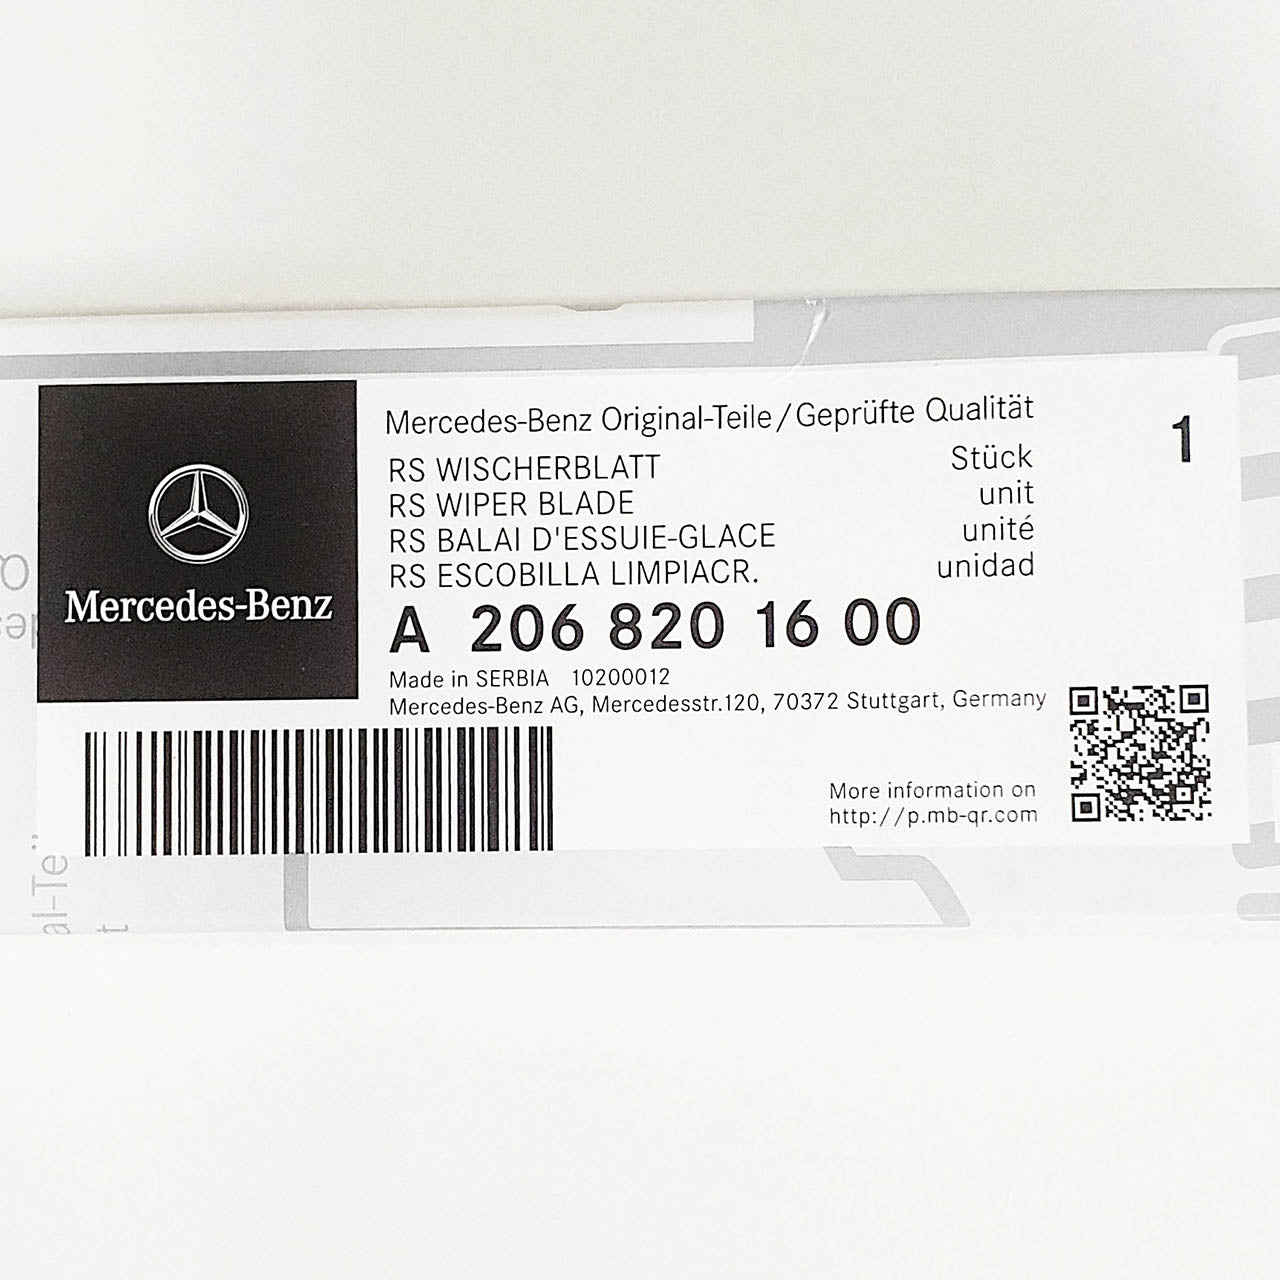 Mercedes-Benz
Mercedes-Benz Original-Teile/Geprüfte Qualität
1
RS WISCHERBLATT Stück
RS WIPER BLADE unit
RS BALAI D'ESSUIE-GLACE unité
RS ESCOBILLA LIMPIACR. unidad
A 206 820 16 00
Made in SERBIA 10200012
Mercedes-Benz AG, Mercedesstr.120, 70372 Stuttgart, Germany
More information on
http://p.mb-qr.com
al-Te"